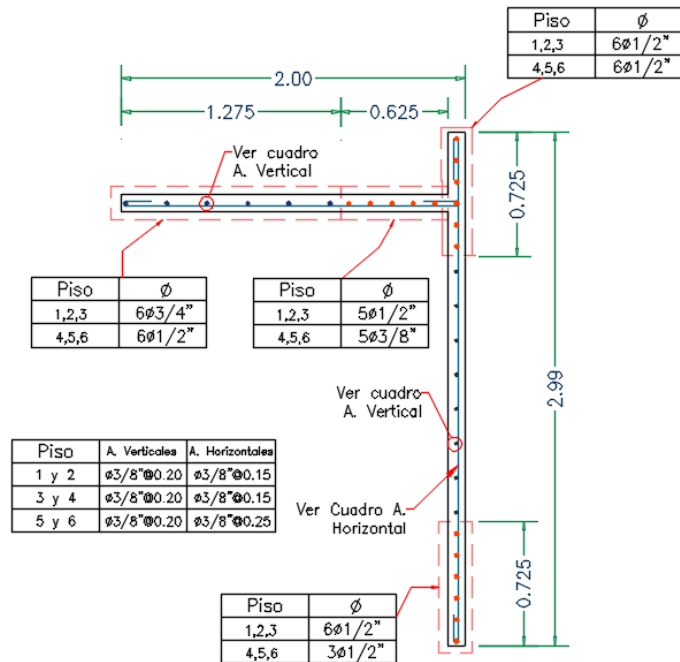 Piso ø
1,2,3 6ø1/2"
4,5,6 6ø1/2"
2.00
1.275
0.625
Ver cuadro
A. Vertical
0.725
Piso ø
1,2,3 6ø3/4"
4,5,6 6ø1/2"
Piso ø
1,2,3 5ø1/2"
4,5,6 5ø3/8"
2.99
Ver cuadro
A. Vertical
Piso A. Verticales A. Horizontales
1 y 2 ø3/8"@0.20 ø3/8"@0.15
3 y 4 ø3/8"@0.20 ø3/8"@0.15
5 y 6 ø3/8"@0.20 ø3/8"@0.25
Ver Cuadro A.
Horizontal
0.725
Piso ø
1,2,3 6ø1/2"
4,5,6 3ø1/2"